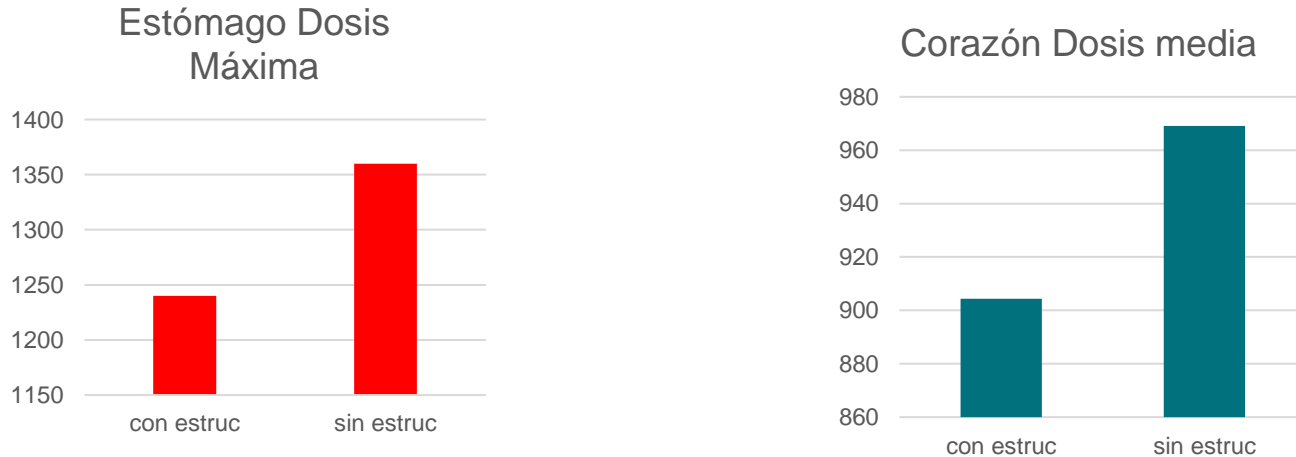 Estómago Dosis
Máxima
1400
1350
1300
1250
1200
1150
con estruc sin estruc
Corazón Dosis media
980
960
940
920
900
880
860
con estruc sin estruc